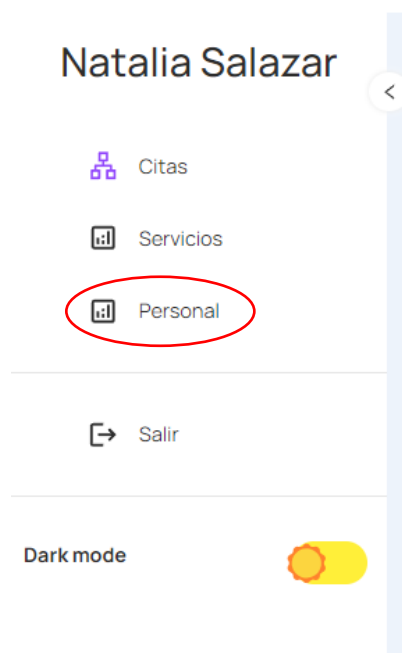 Natalia Salazar
Citas
Servicios
Personal
Salir
Dark mode